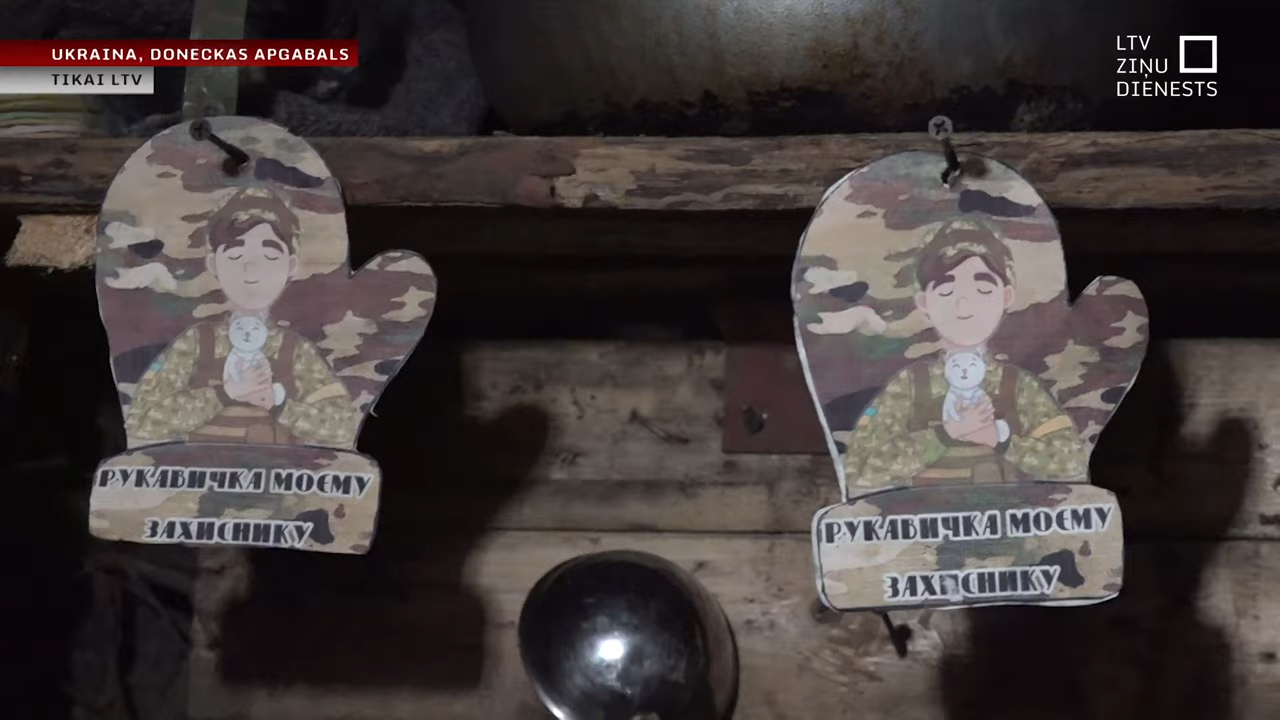 UKRAINA, DONECKAS APGABALS
TIKAI LTV
LTV
ZIŅU
DIENESTS
РУКАВИЧКА МОЄМУ
ЗАХИСНИКУ
РУКАВИЧКА МОЄМУ
ЗАХИСНИКУ